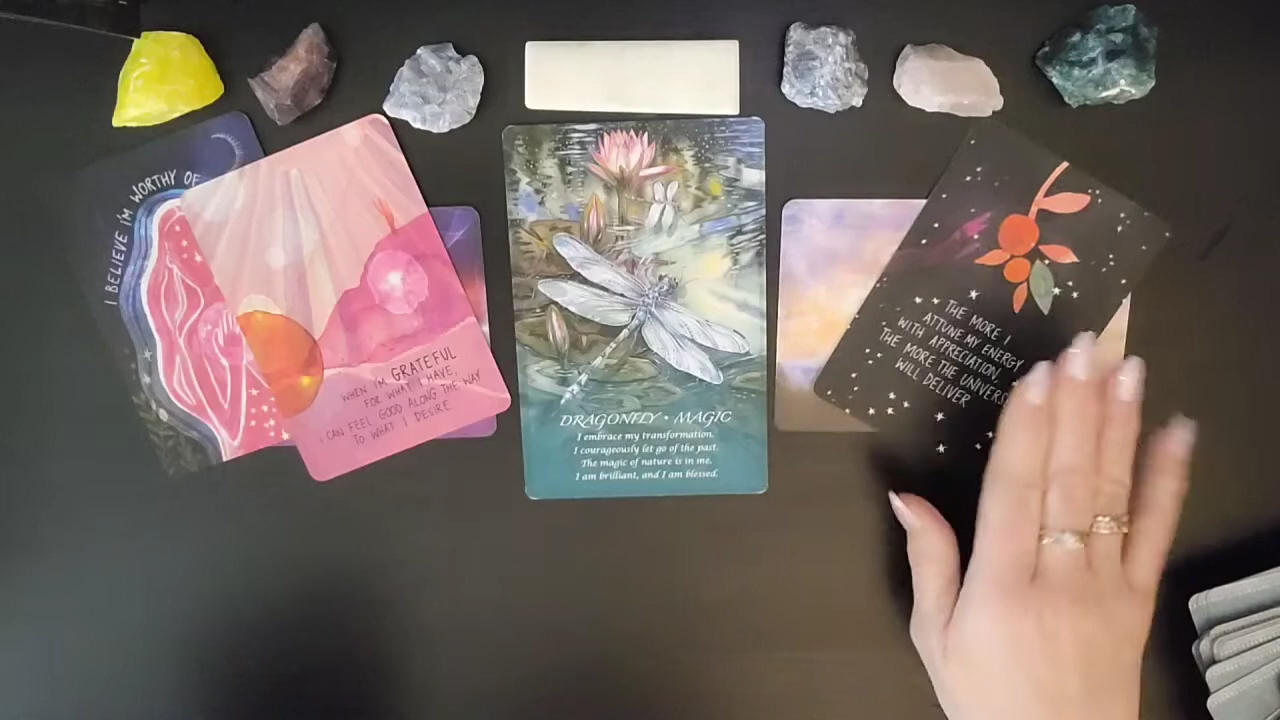 I BELIEVE I'M WORTHY OF
WHEN I'M GRATEFUL
FOR WHAT I HAVE,
I CAN FEEL GOOD ALONG THE WAY
TO WHAT I DESIRE
DRAGONFLY • MAGIC
I embrace my transformation.
I courageously let go of the past.
The magic of nature is in me.
I am brilliant, and I am blessed.
THE MORE I
ATTUNE MY ENERGY
WITH APPRECIATION,
THE MORE THE UNIVERS
WILL DELIVER